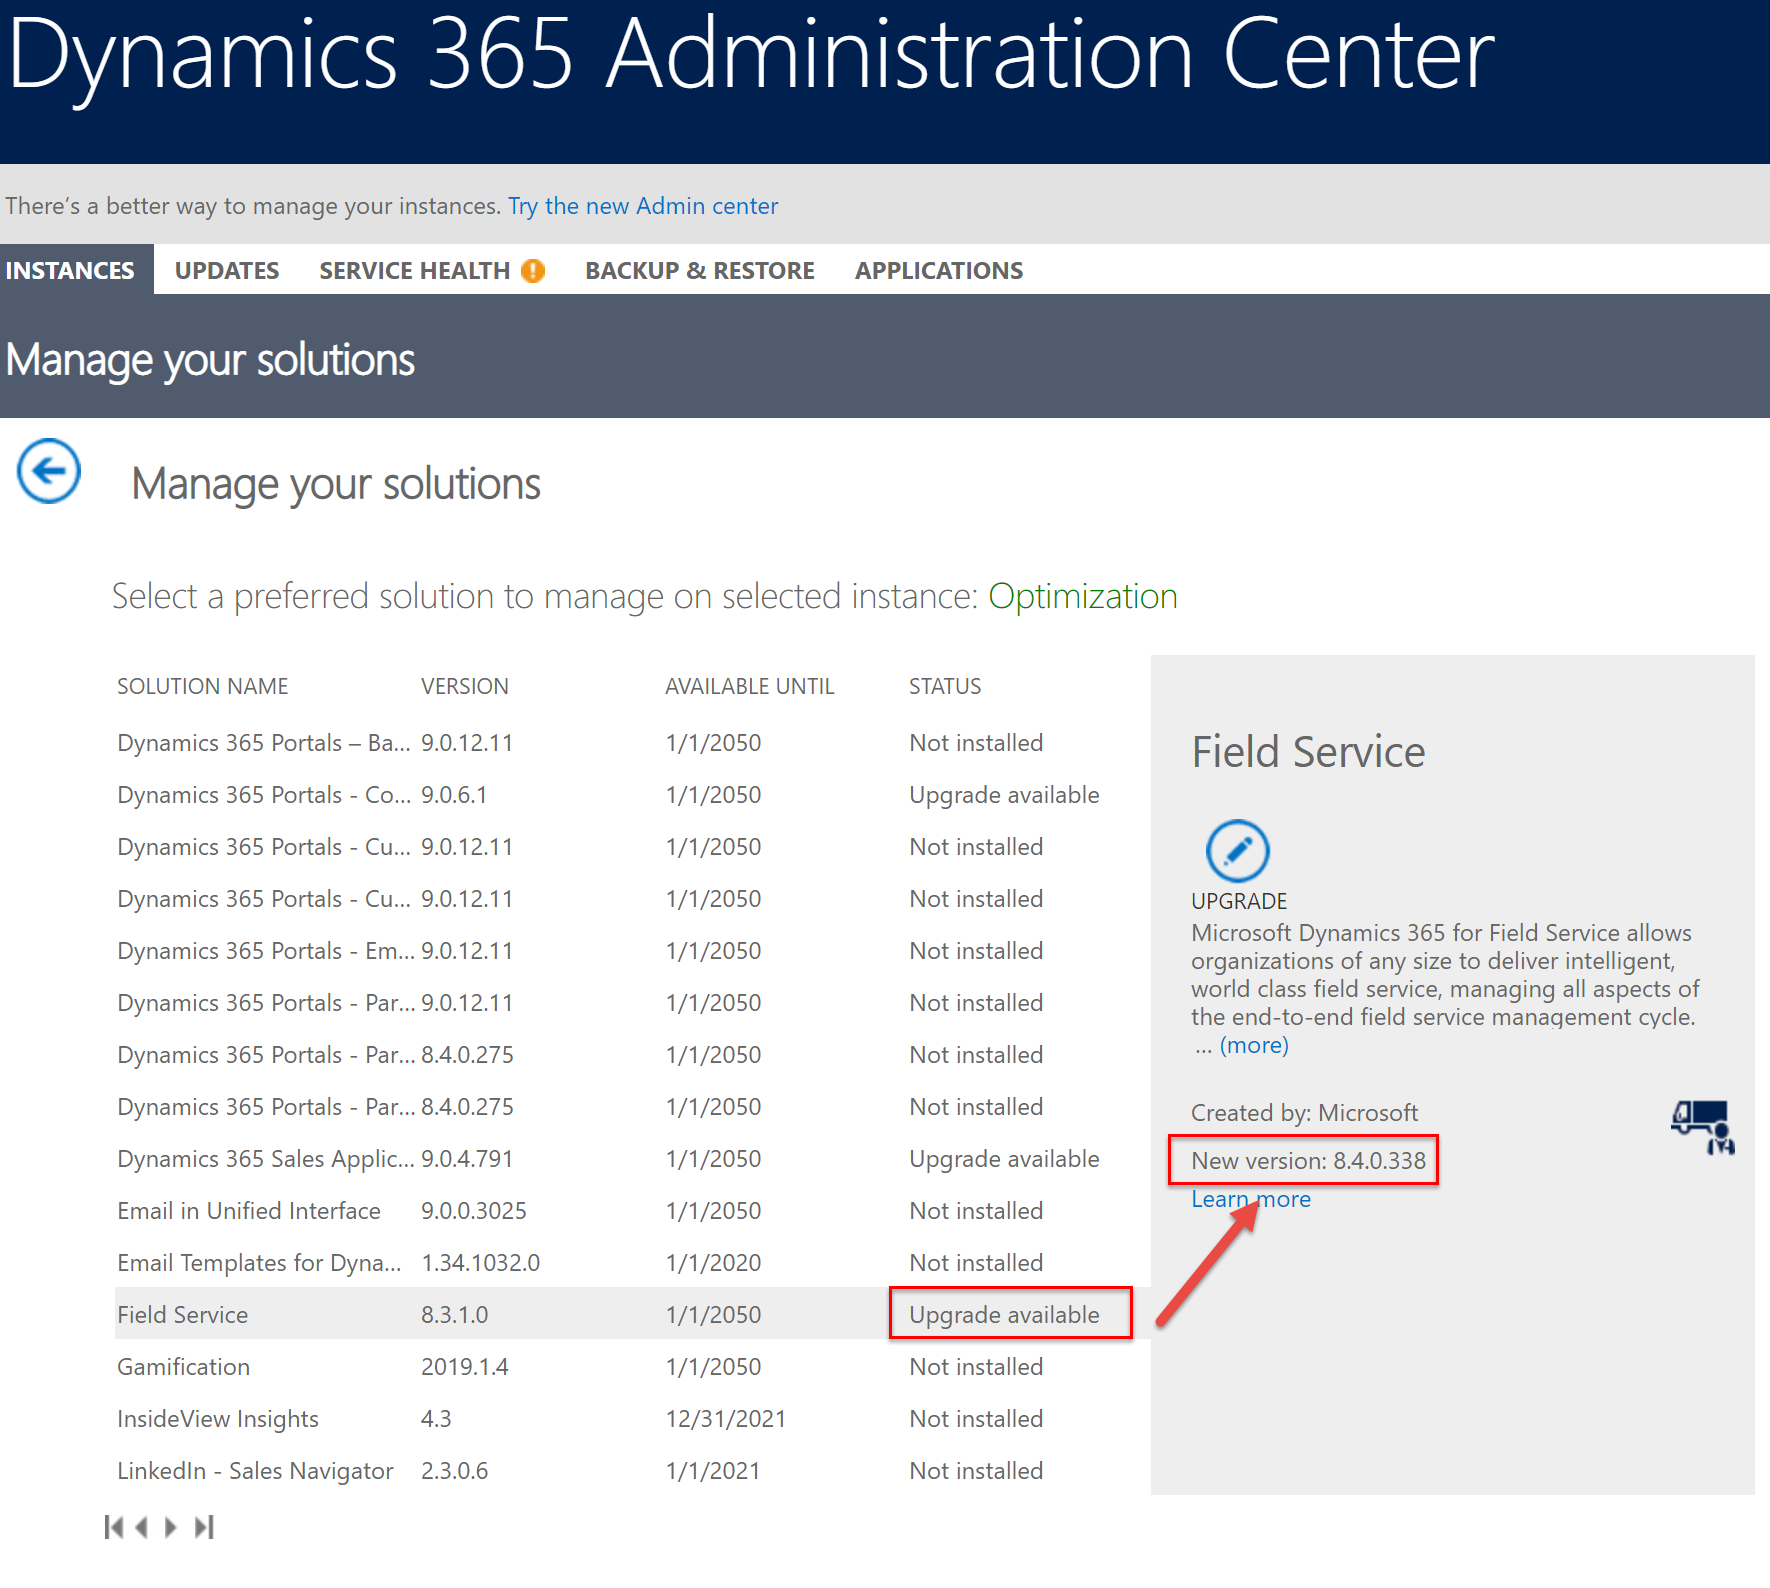 Dynamics 365 Administration Center
There's a better way to manage your instances. Try the new Admin center
INSTANCES UPDATES SERVICE HEALTH BACKUP & RESTORE APPLICATIONS
Manage your solutions
Manage your solutions
Select a preferred solution to manage on selected instance: Optimization
SOLUTION NAME VERSION AVAILABLE UNTIL STATUS
Dynamics 365 Portals – Ba... 9.0.12.11 1/1/2050 Not installed
Dynamics 365 Portals - Co... 9.0.6.1 1/1/2050 Upgrade available
Dynamics 365 Portals - Cu... 9.0.12.11 1/1/2050 Not installed
Dynamics 365 Portals - Cu... 9.0.12.11 1/1/2050 Not installed
Dynamics 365 Portals - Em... 9.0.12.11 1/1/2050 Not installed
Dynamics 365 Portals - Par... 9.0.12.11 1/1/2050 Not installed
Dynamics 365 Portals - Par... 8.4.0.275 1/1/2050 Not installed
Dynamics 365 Portals - Par... 8.4.0.275 1/1/2050 Not installed
Dynamics 365 Sales Applic... 9.0.4.791 1/1/2050 Upgrade available
Email in Unified Interface 9.0.0.3025 1/1/2050 Not installed
Email Templates for Dyna... 1.34.1032.0 1/1/2020 Not installed
Field Service 8.3.1.0 1/1/2050 Upgrade available
Gamification 2019.1.4 1/1/2050 Not installed
InsideView Insights 4.3 12/31/2021 Not installed
LinkedIn - Sales Navigator 2.3.0.6 1/1/2021 Not installed
Field Service
UPGRADE
Microsoft Dynamics 365 for Field Service allows
organizations of any size to deliver intelligent,
world class field service, managing all aspects of
the end-to-end field service management cycle.
... (more)
Created by: Microsoft
New version: 8.4.0.338
Learn more